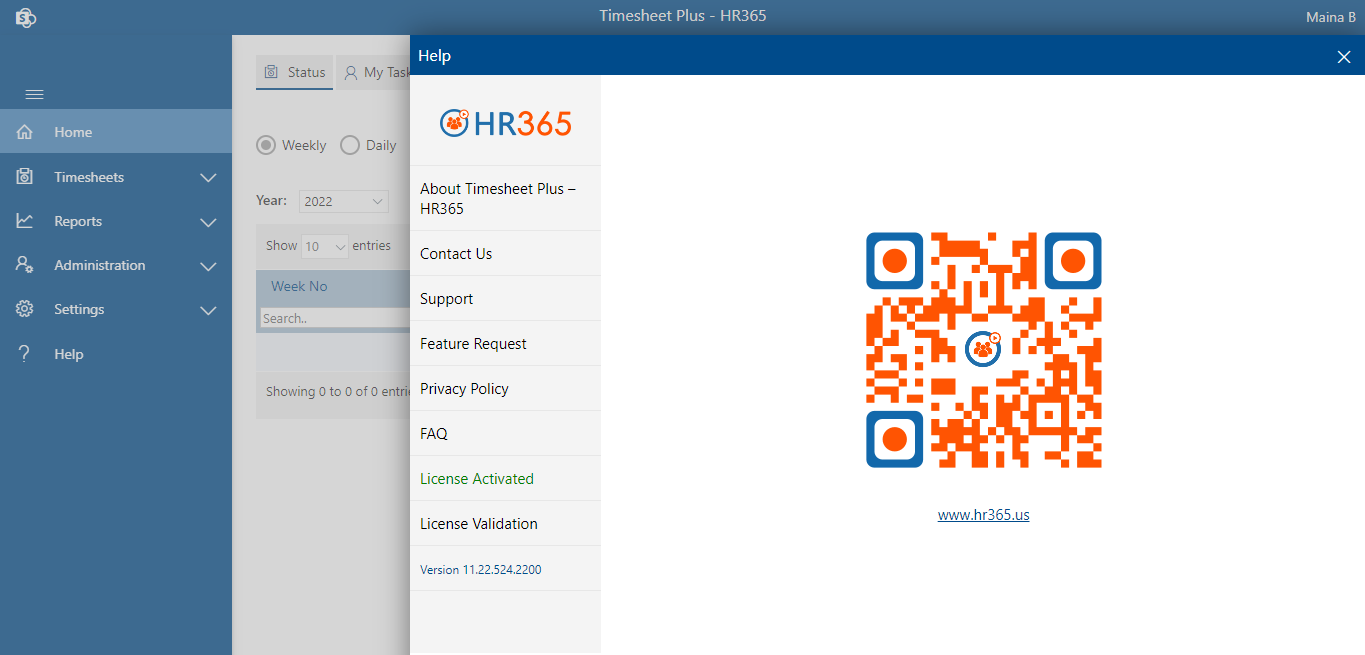 Timesheet Plus - HR365
Maina B
Home
Timesheets
Reports
Administration
Settings
Help
Status
My Task
Weekly
Daily
Year:
2022
Show 10 entries
Week No
Search..
Showing 0 to 0 of 0 entri
Help
HR365
About Timesheet Plus –
HR365
Contact Us
Support
Feature Request
Privacy Policy
FAQ
License Activated
License Validation
Version 11.22.524.2200
www.hr365.us